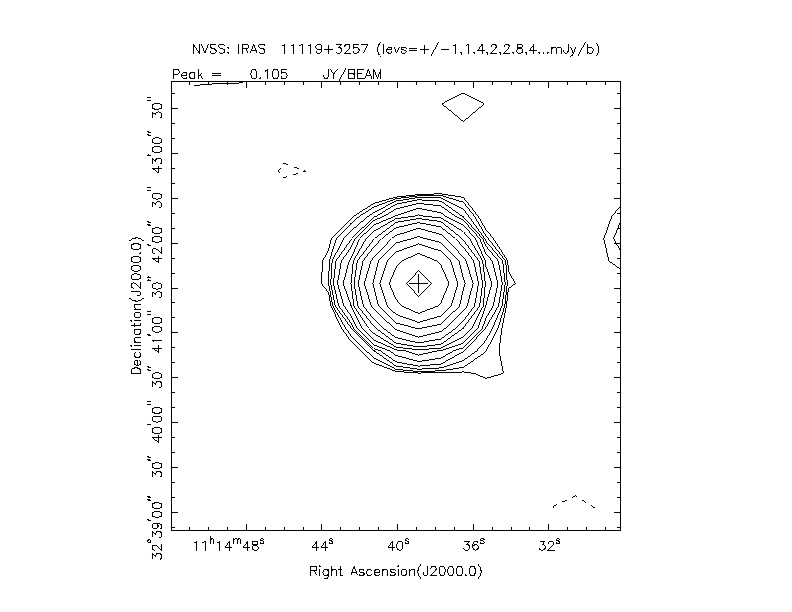 NVSS: IRAS 11119+3257 (levs=+/−1,1.4,2,2.8,4...mJy/b)
Peak = 0.105 JY/BEAM
30"
43'00"
30"
42'00"
30"
41'00"
30"
40'00"
30"
32°39'00"
Declination(J2000.0)
11ʰ14ᵐ48ˢ 44ˢ 40ˢ 36ˢ 32ˢ
Right Ascension(J2000.0)